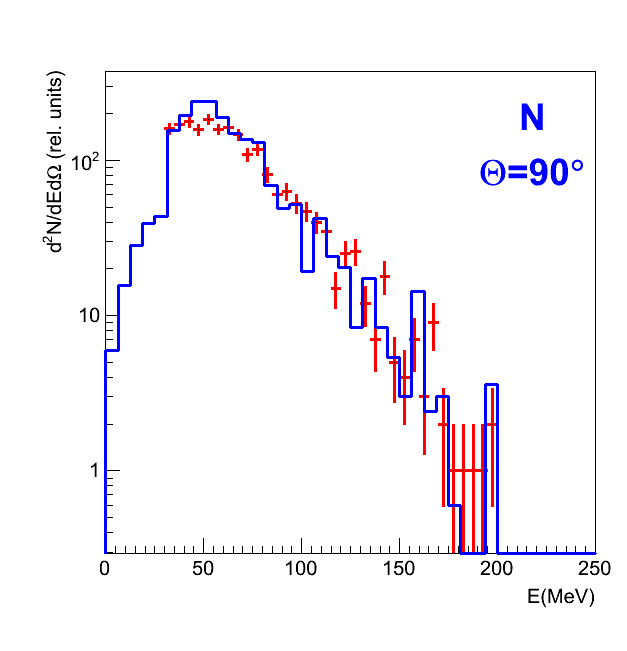 N
Θ=90°
d²N/dEdΩ (rel. units)
10²
10
1
0 50 100 150 200 250
E(MeV)